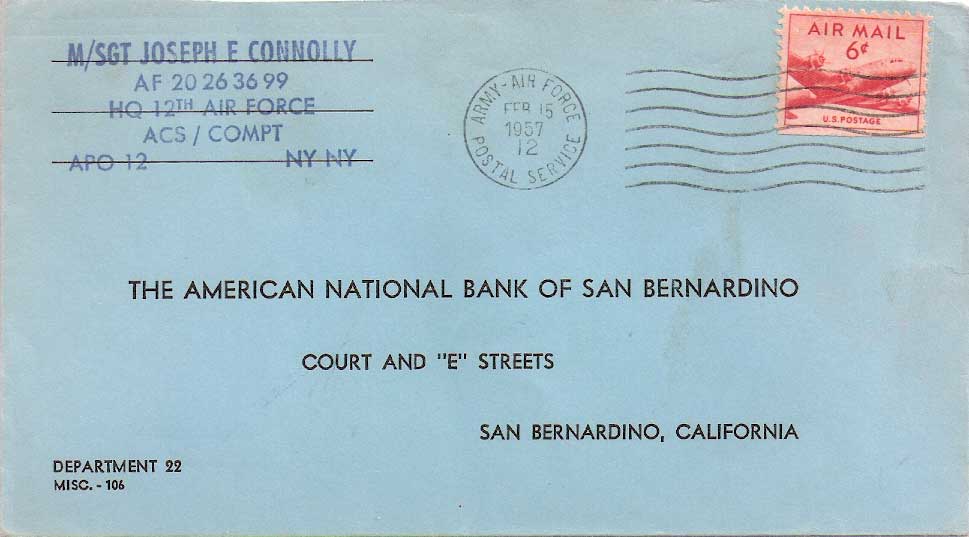 M/SGT JOSEPH E CONNOLLY
AF 20 26 36 99
HQ 12TH AIR FORCE
ACS / COMPT
APO 12 NY NY
ARMY-AIR FORCE
FEB 15
1957
12
POSTAL SERVICE
AIR MAIL
6¢
U.S. POSTAGE
THE AMERICAN NATIONAL BANK OF SAN BERNARDINO
COURT AND "E" STREETS
SAN BERNARDINO, CALIFORNIA
DEPARTMENT 22
MISC. - 106